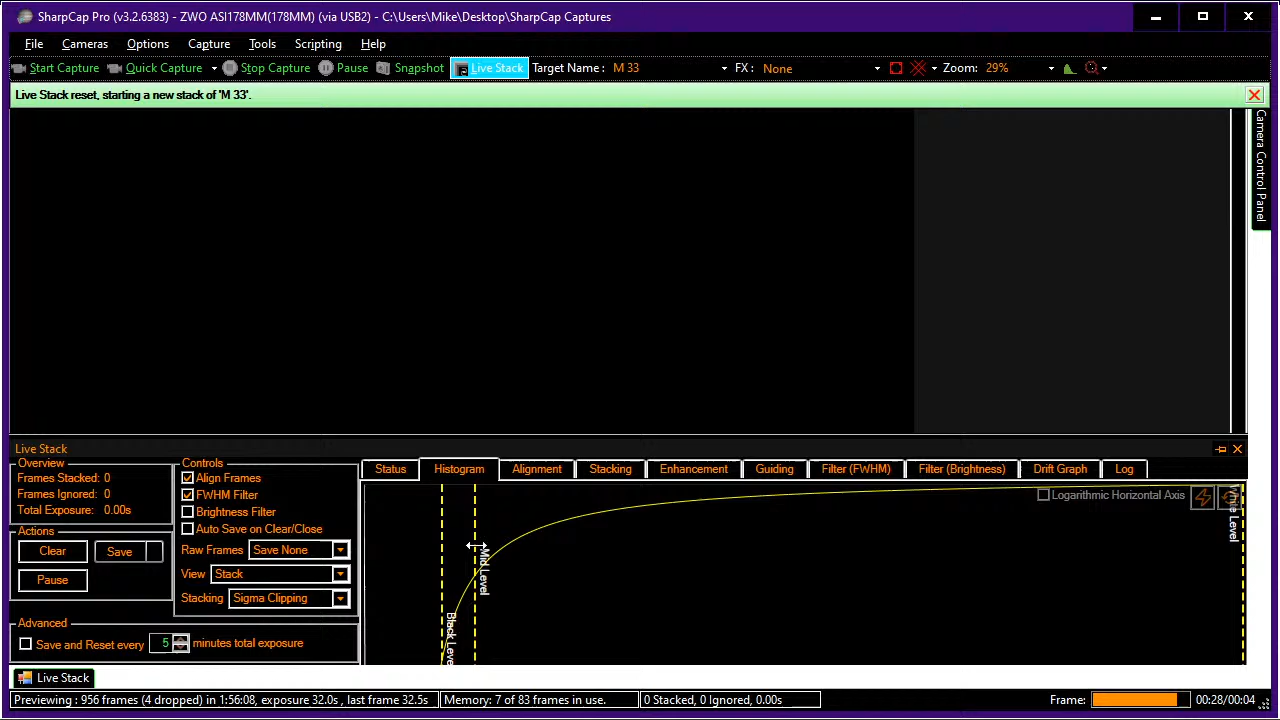 SharpCap Pro (v3.2.6383) - ZWO ASI178MM(178MM) (via USB2) - C:\Users\Mike\Desktop\SharpCap Captures
File Cameras Options Capture Tools Scripting Help
Start Capture Quick Capture Stop Capture Pause Snapshot Live Stack Target Name : M 33 FX : None Zoom: 29%
Live Stack reset, starting a new stack of 'M 33'.
Camera Control Panel
Live Stack
Overview
Frames Stacked: 0
Frames Ignored: 0
Total Exposure: 0.00s
Actions
Clear Save
Pause
Controls
Align Frames
FWHM Filter
Brightness Filter
Auto Save on Clear/Close
Raw Frames Save None
View Stack
Stacking Sigma Clipping
Advanced
Save and Reset every 5 minutes total exposure
Status Histogram Alignment Stacking Enhancement Guiding Filter (FWHM) Filter (Brightness) Drift Graph Log
Logarithmic Horizontal Axis
Black Leve
Mid Level
White Level
Live Stack
Previewing : 956 frames (4 dropped) in 1:56:08, exposure 32.0s , last frame 32.5s Memory: 7 of 83 frames in use. 0 Stacked, 0 Ignored, 0.00s Frame: 00:28/00:04